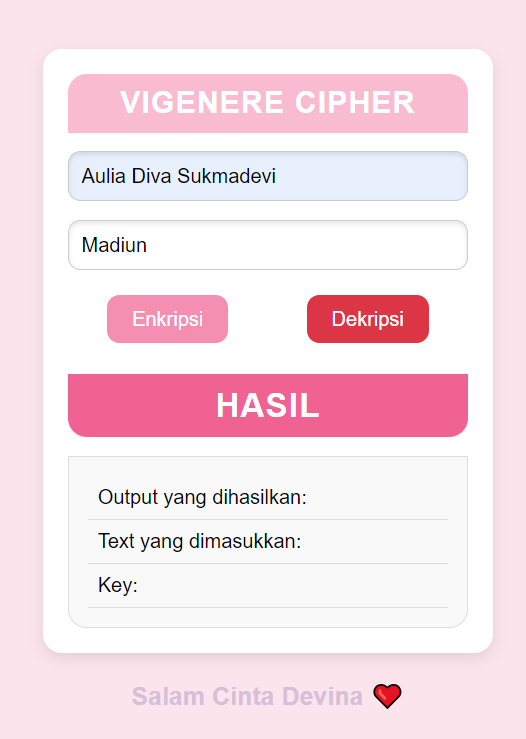 VIGENERE CIPHER
Aulia Diva Sukmadevi
Madiun
Enkripsi
Dekripsi
HASIL
Output yang dihasilkan:
Text yang dimasukkan:
Key:
Salam Cinta Devina